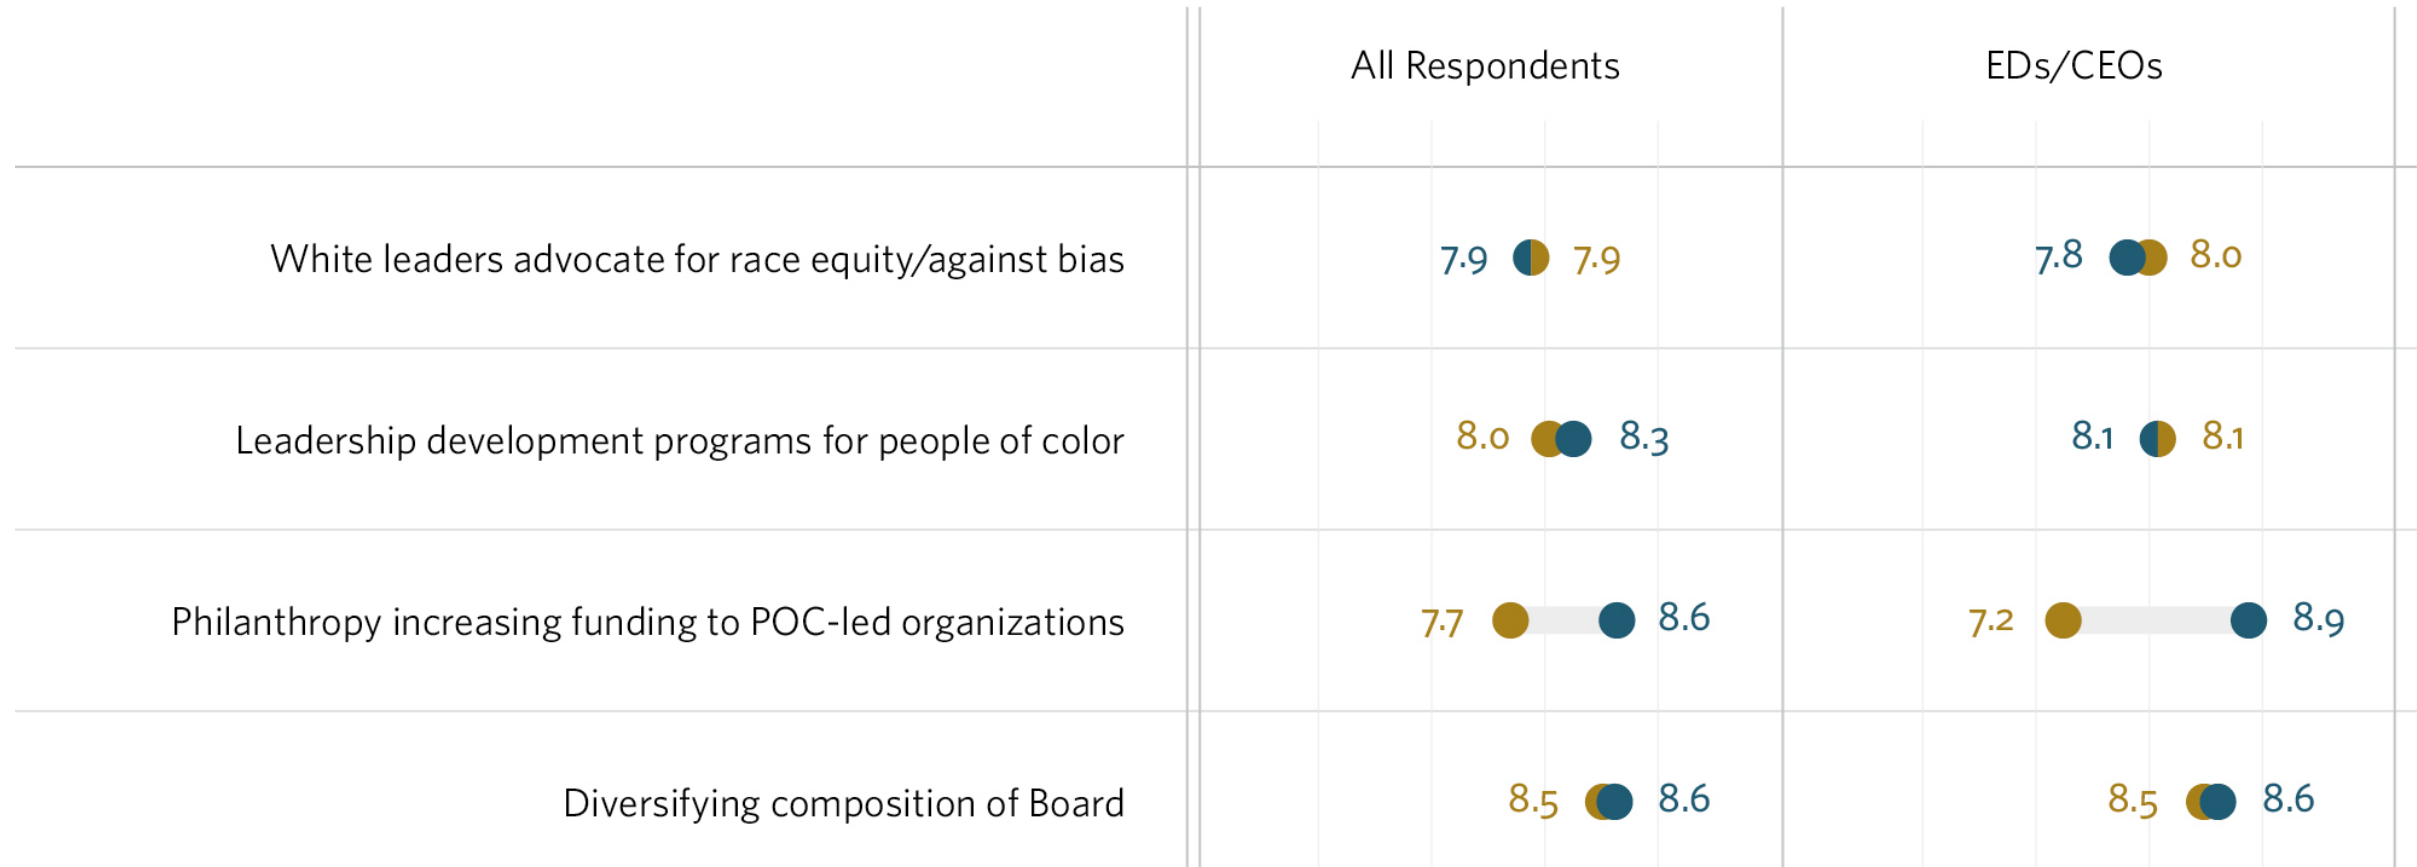 All Respondents EDs/CEOs
White leaders advocate for race equity/against bias 7.9 7.9 7.8 8.0
Leadership development programs for people of color 8.0 8.3 8.1 8.1
Philanthropy increasing funding to POC-led organizations 7.7 8.6 7.2 8.9
Diversifying composition of Board 8.5 8.6 8.5 8.6